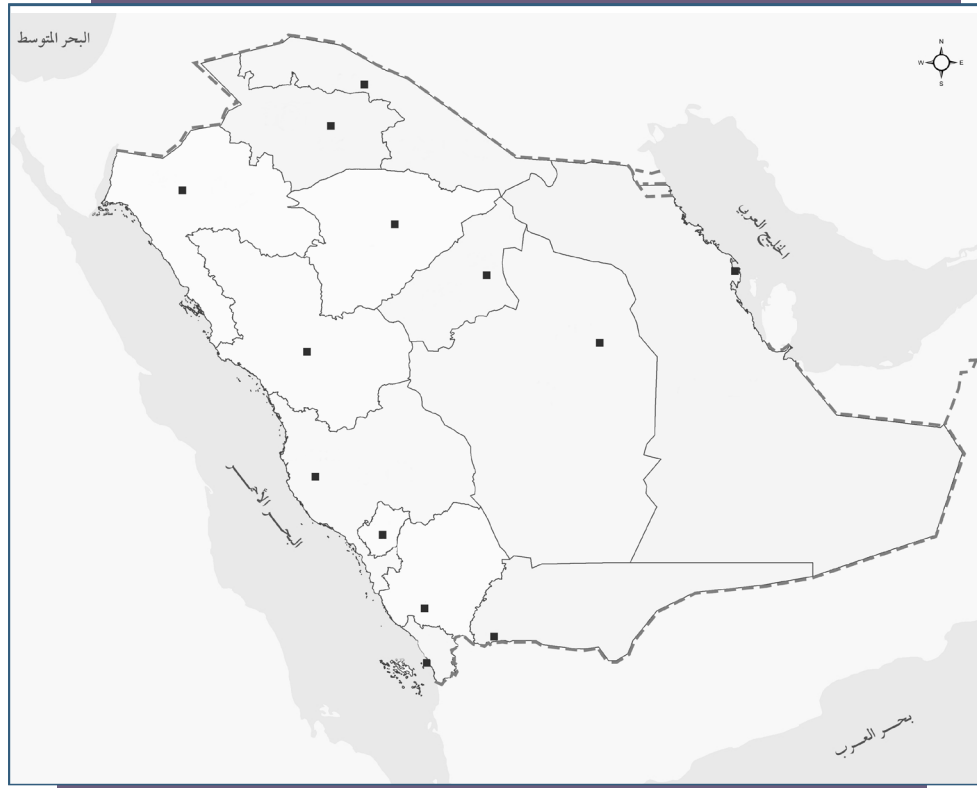 البحر المتوسط
N
W E
S
الخليج العربي
البحر الأحمر
بحر العرب